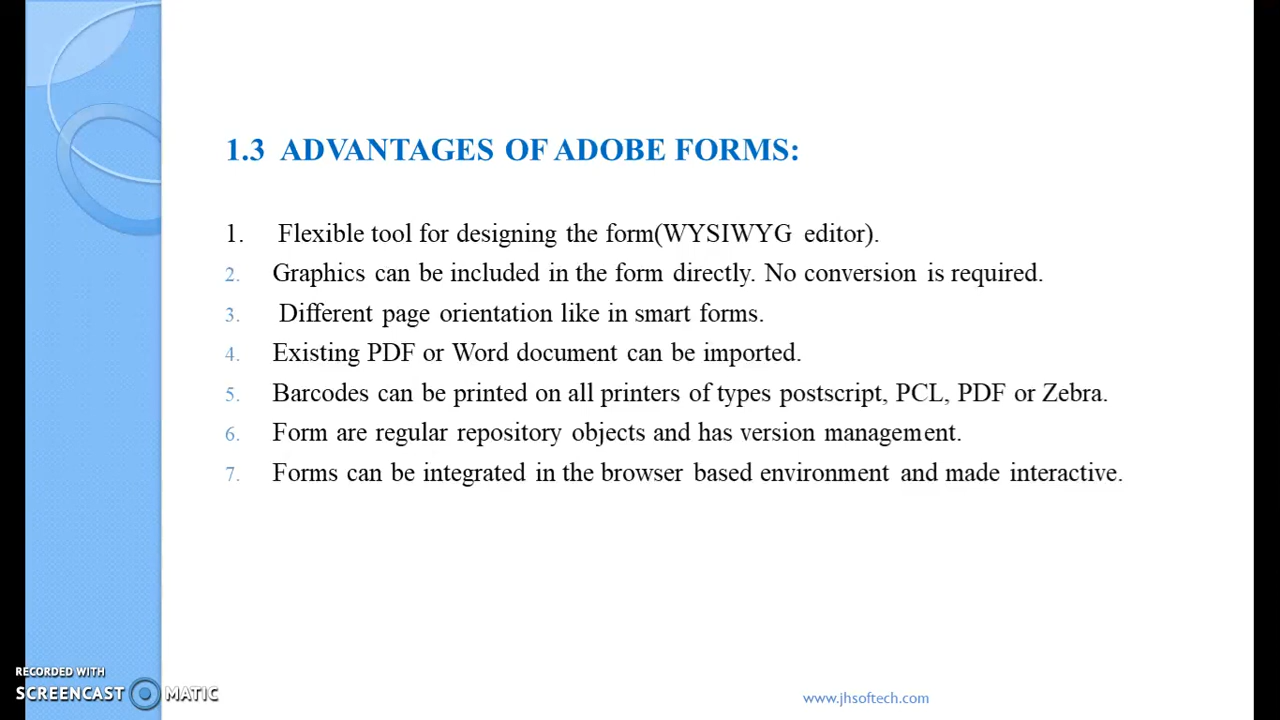 1.3 ADVANTAGES OF ADOBE FORMS:
1. Flexible tool for designing the form(WYSIWYG editor).
2. Graphics can be included in the form directly. No conversion is required.
3. Different page orientation like in smart forms.
4. Existing PDF or Word document can be imported.
5. Barcodes can be printed on all printers of types postscript, PCL, PDF or Zebra.
6. Form are regular repository objects and has version management.
7. Forms can be integrated in the browser based environment and made interactive.
RECORDED WITH
SCREENCAST MATIC
www.jhsoftech.com